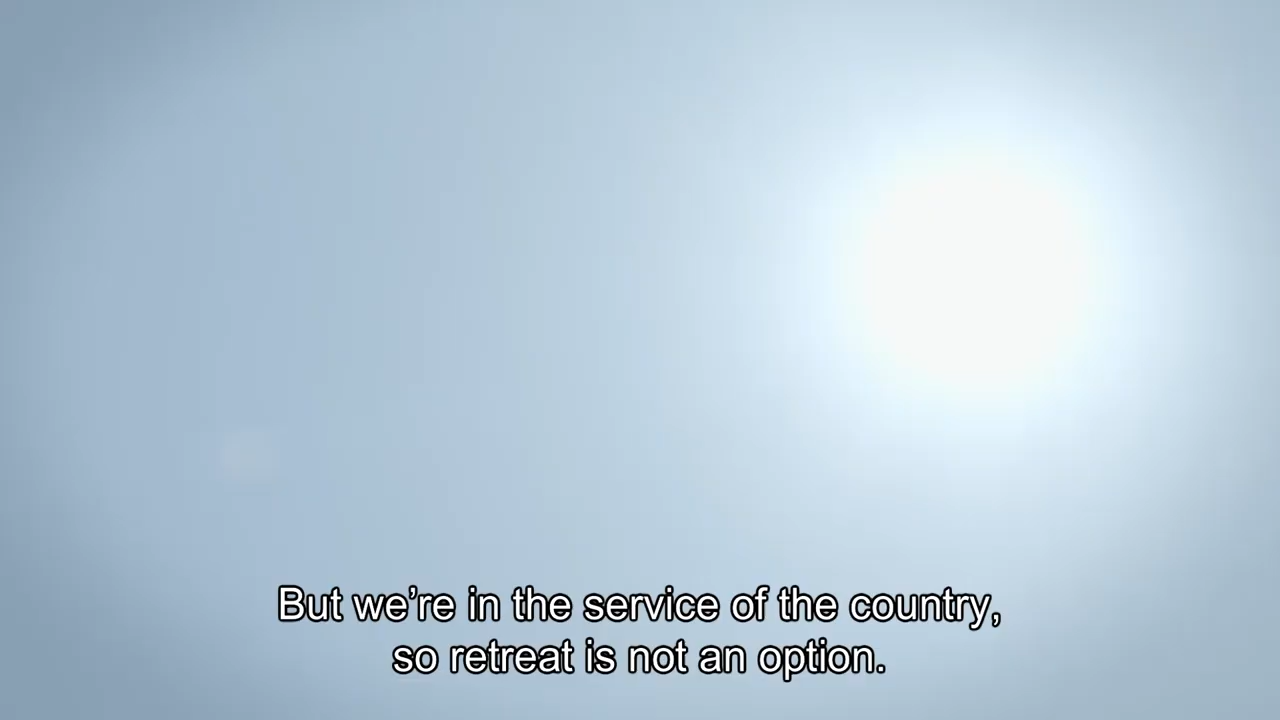 But we’re in the service of the country,
so retreat is not an option.